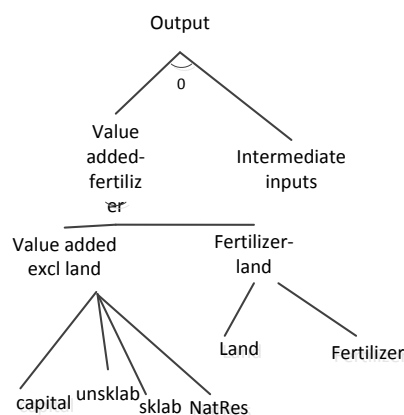 Output
0
Value
added-
fertiliz
er
Intermediate
inputs
Value added
excl land
Fertilizer-
land
Land
Fertilizer
capital
unsklab
sklab
NatRes